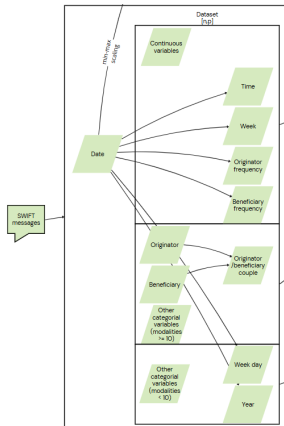 Dataset
[n,p]
min-max
scaling
Continuous
variables
Time
Week
Date
Originator
frequency
Beneficiary
frequency
SWIFT
messages
Originator
Originator
/beneficiary
couple
Beneficiary
Other
categorial
variables
(modalities
>= 10)
Week day
Other
categorial
variables
(modalities
< 10)
Year